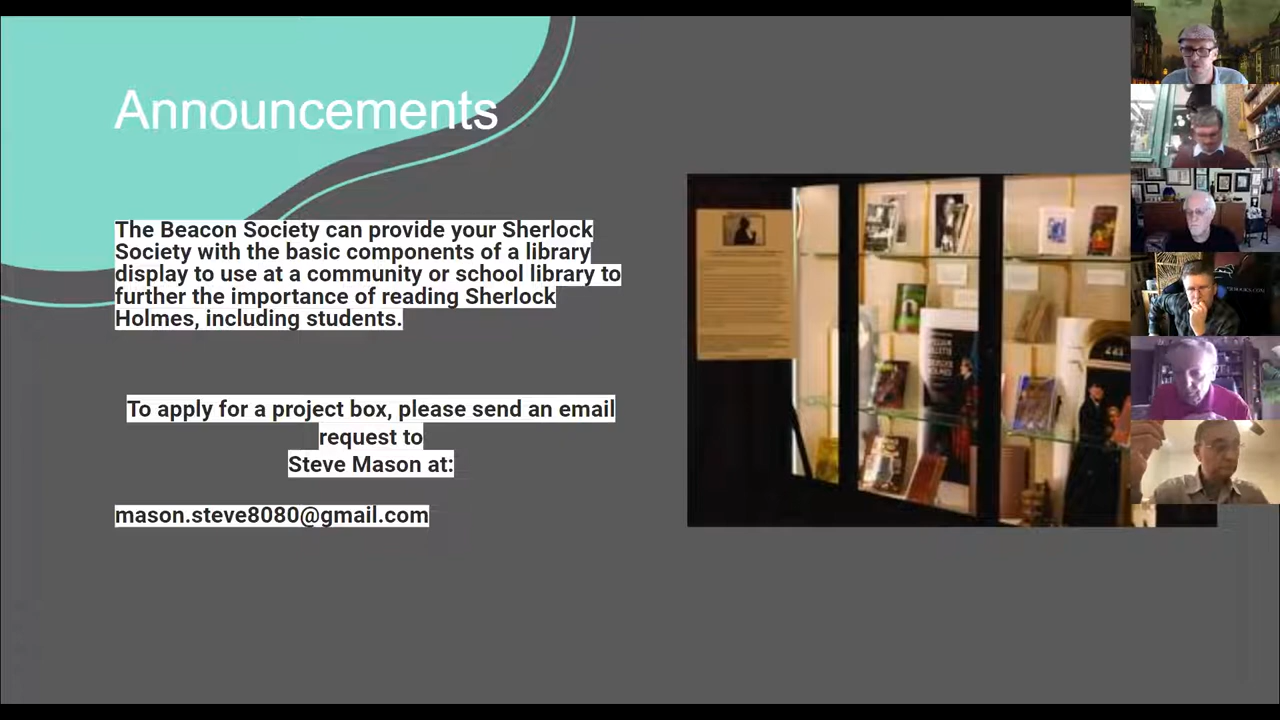 Announcements
The Beacon Society can provide your Sherlock
Society with the basic components of a library
display to use at a community or school library to
further the importance of reading Sherlock
Holmes, including students.
To apply for a project box, please send an email
request to
Steve Mason at:
mason.steve8080@gmail.com